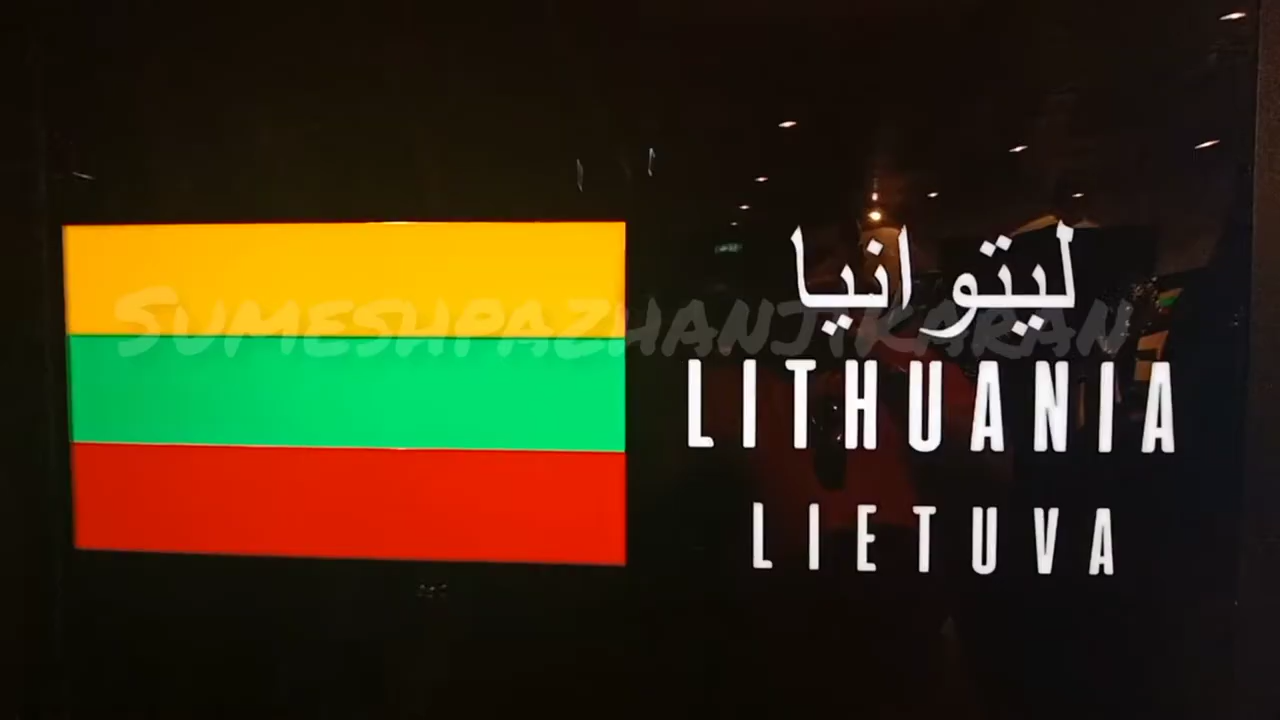 ليتوانيا
SUMESHPAZHANJIKARAN
LITHUANIA
LIETUVA